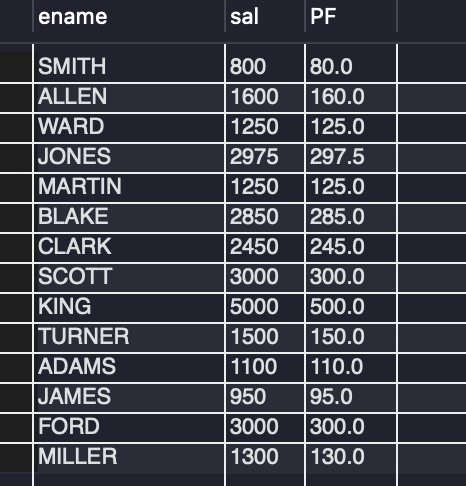 ename sal PF
SMITH 800 80.0
ALLEN 1600 160.0
WARD 1250 125.0
JONES 2975 297.5
MARTIN 1250 125.0
BLAKE 2850 285.0
CLARK 2450 245.0
SCOTT 3000 300.0
KING 5000 500.0
TURNER 1500 150.0
ADAMS 1100 110.0
JAMES 950 95.0
FORD 3000 300.0
MILLER 1300 130.0